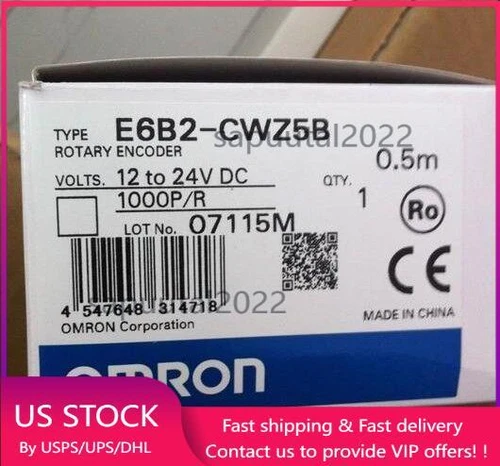 TYPE E6B2-CWZ5B
saputal2022
ROTARY ENCODER 0.5m
VOLTS. 12 to 24V DC QTY. 1
1000P/R
LOT No. 07115M
Ro
CE
4 547648 314718
2022
OMRON Corporation
MADE IN CHINA
OMRON
US STOCK
By USPS/UPS/DHL
Fast shipping & Fast delivery
Contact us to provide VIP offers! !